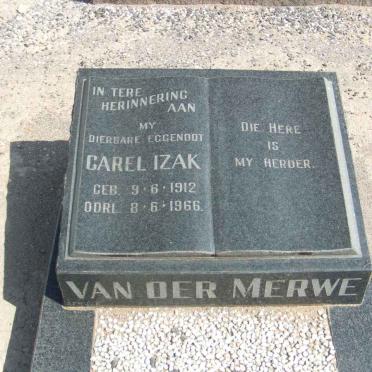 IN TERE
HERINNERING
AAN
MY
DIERBARE EGGENOOT
CAREL IZAK
GEB. 9·6·1912
OORL. 8·6·1966.
DIE HERE
IS
MY HERDER.
VAN DER MERWE